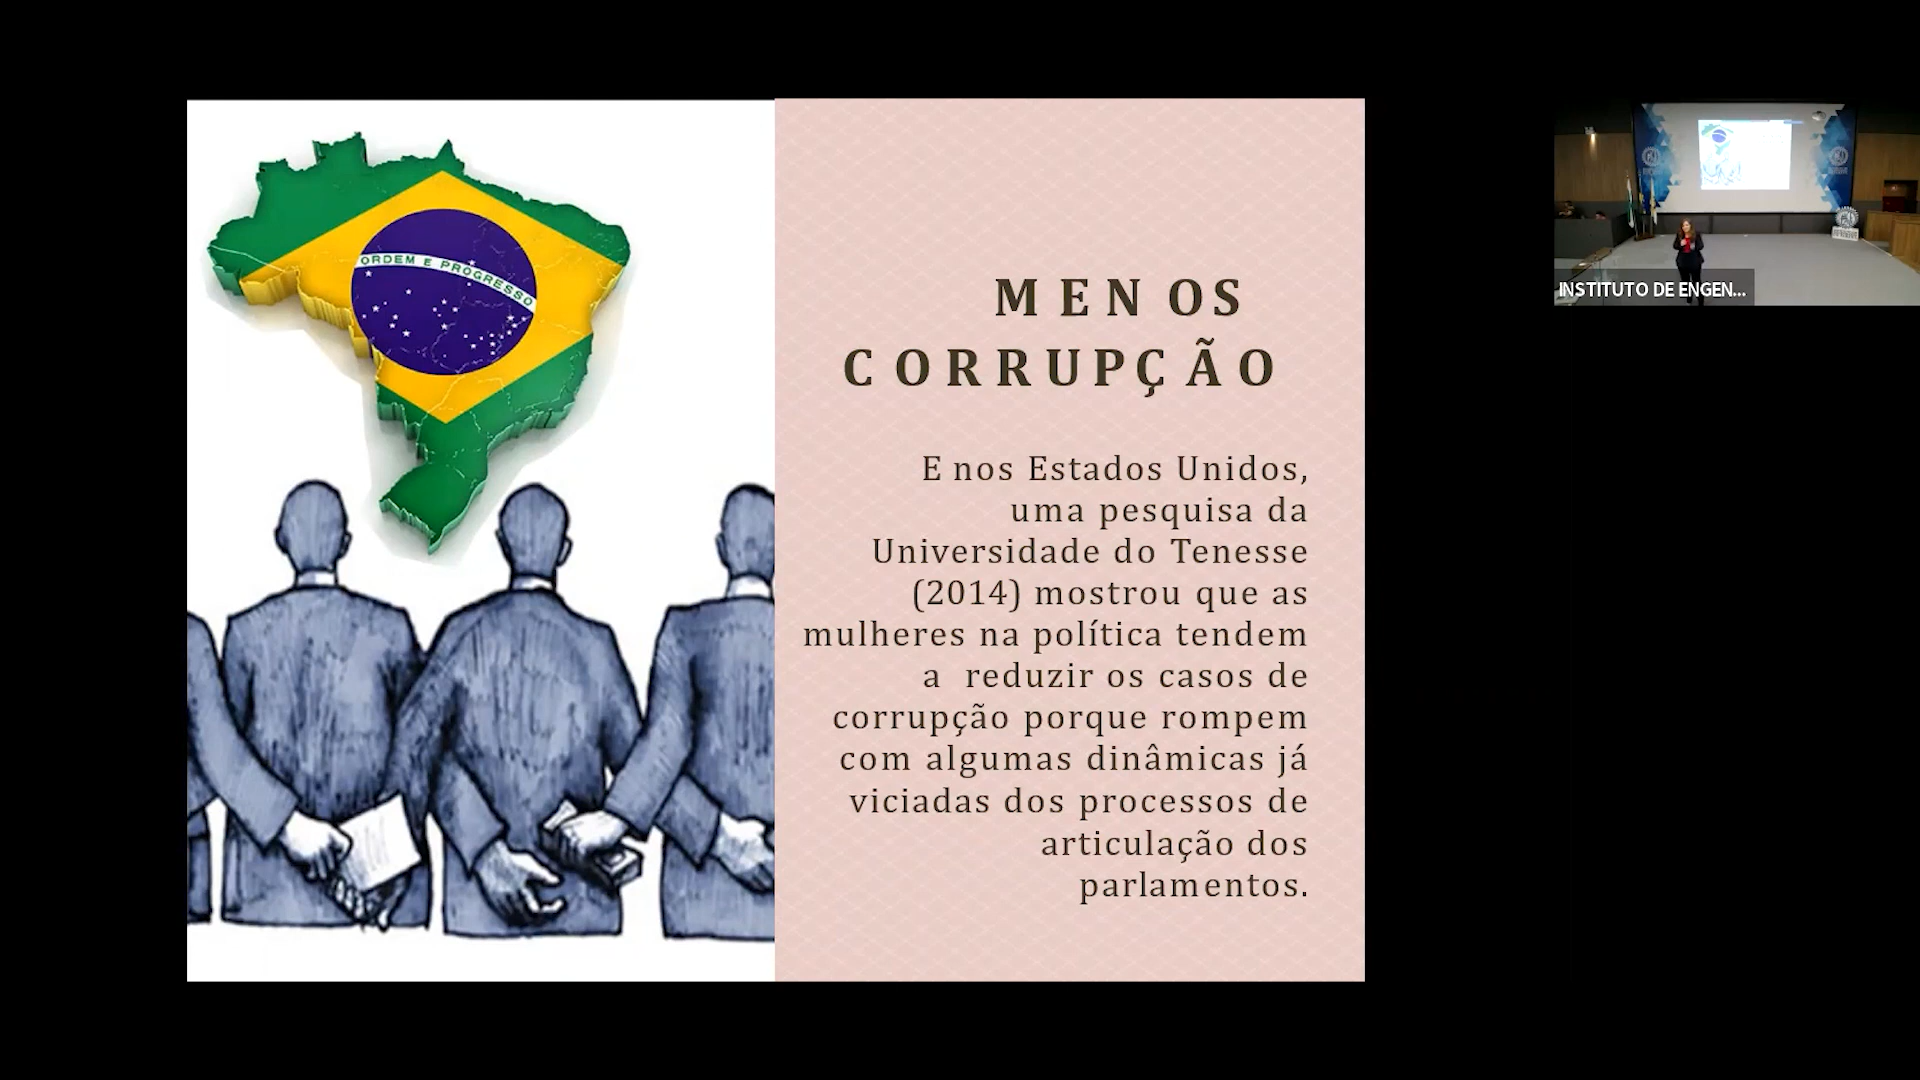 ORDEM E PROGRESSO
MENOS
CORRUPÇÃO
E nos Estados Unidos,
uma pesquisa da
Universidade do Tenesse
(2014) mostrou que as
mulheres na política tendem
a reduzir os casos de
corrupção porque rompem
com algumas dinâmicas já
viciadas dos processos de
articulação dos
parlamentos.
INSTITUTO DE ENGEN...